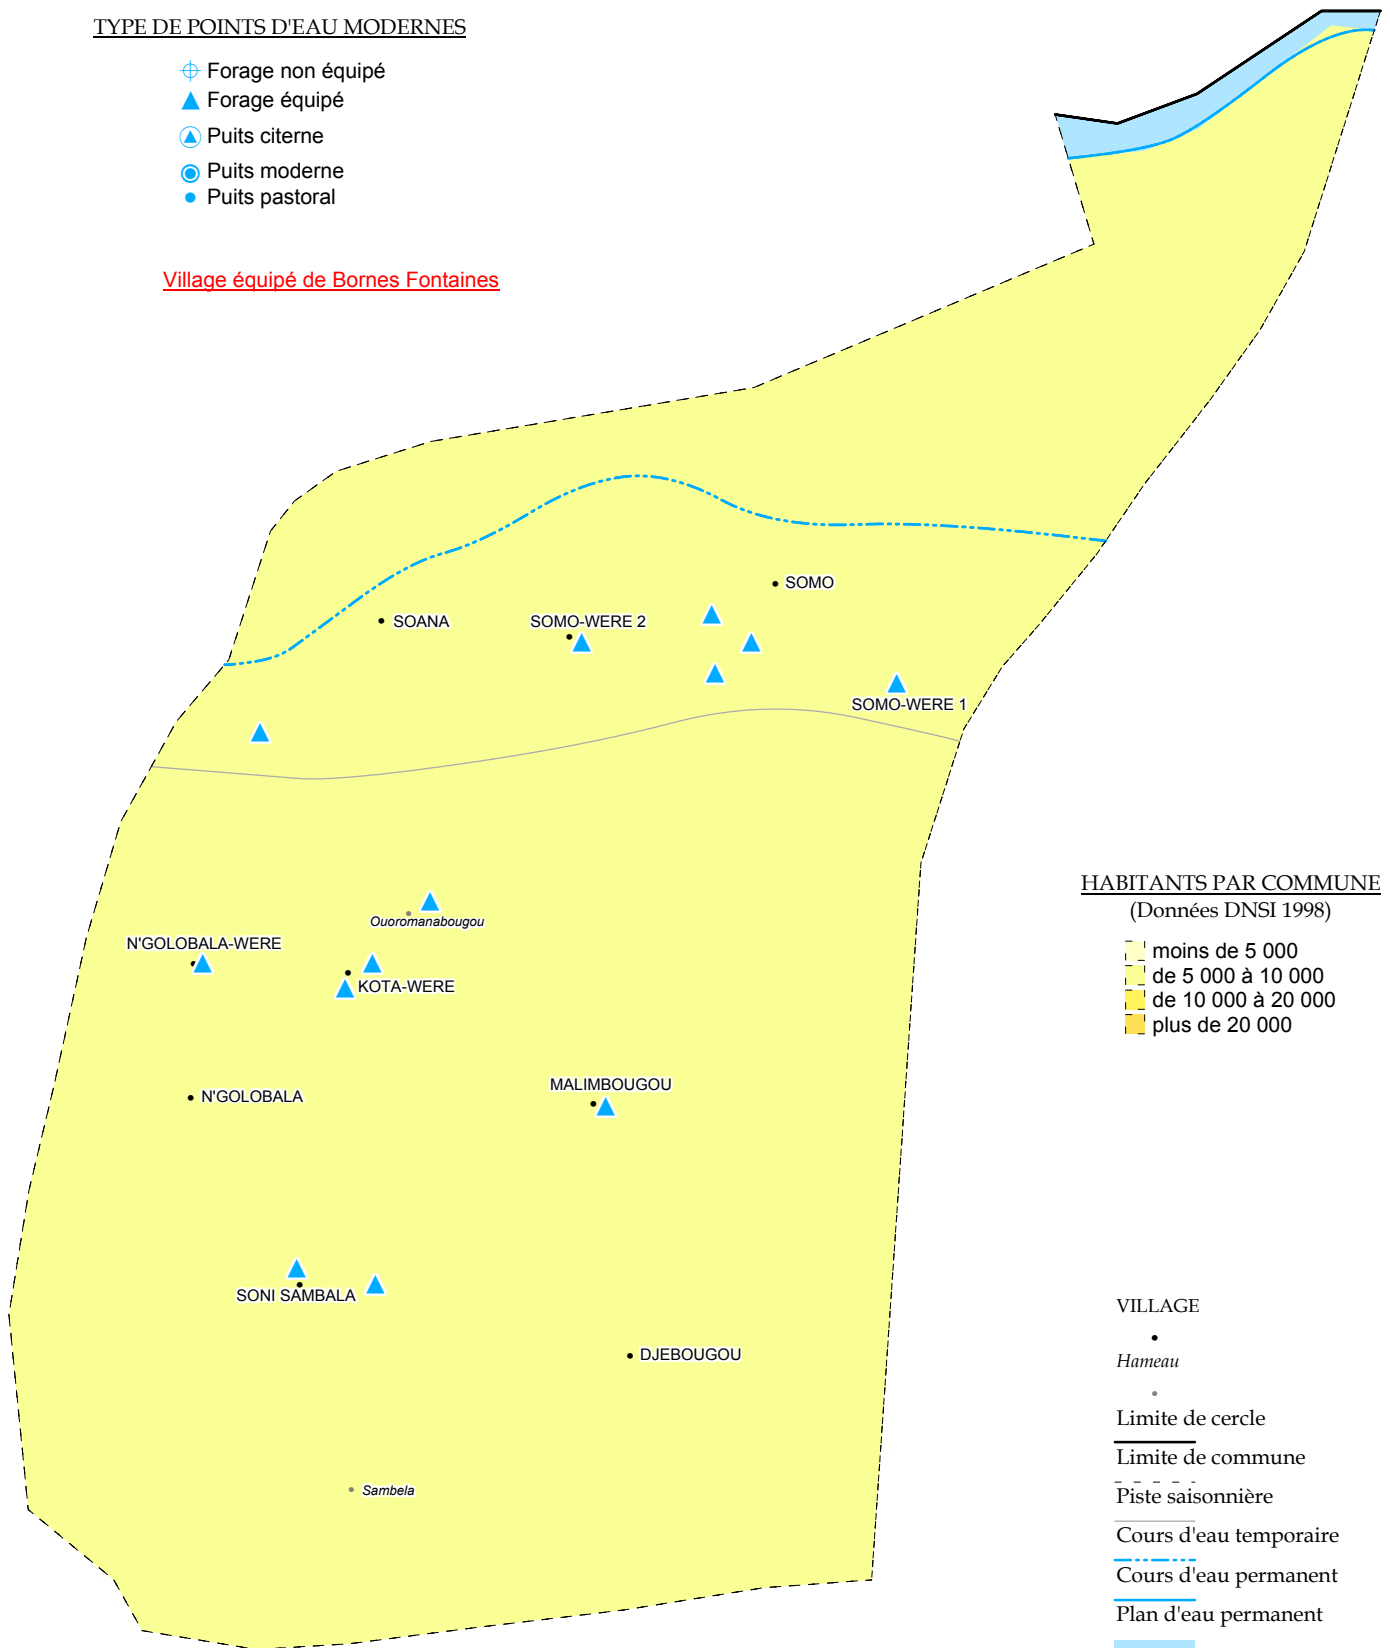 TYPE DE POINTS D'EAU MODERNES
Forage non équipé
Forage équipé
Puits citerne
Puits moderne
Puits pastoral
Village équipé de Bornes Fontaines
SOMO
SOANA
SOMO-WERE 2
SOMO-WERE 1
Ouoromanabougou
N'GOLOBALA-WERE
KOTA-WERE
MALIMBOUGOU
N'GOLOBALA
SONI SAMBALA
DJEBOUGOU
Sambela
HABITANTS PAR COMMUNE
(Données DNSI 1998)
moins de 5 000
de 5 000 à 10 000
de 10 000 à 20 000
plus de 20 000
VILLAGE
Hameau
Limite de cercle
Limite de commune
Piste saisonnière
Cours d'eau temporaire
Cours d'eau permanent
Plan d'eau permanent